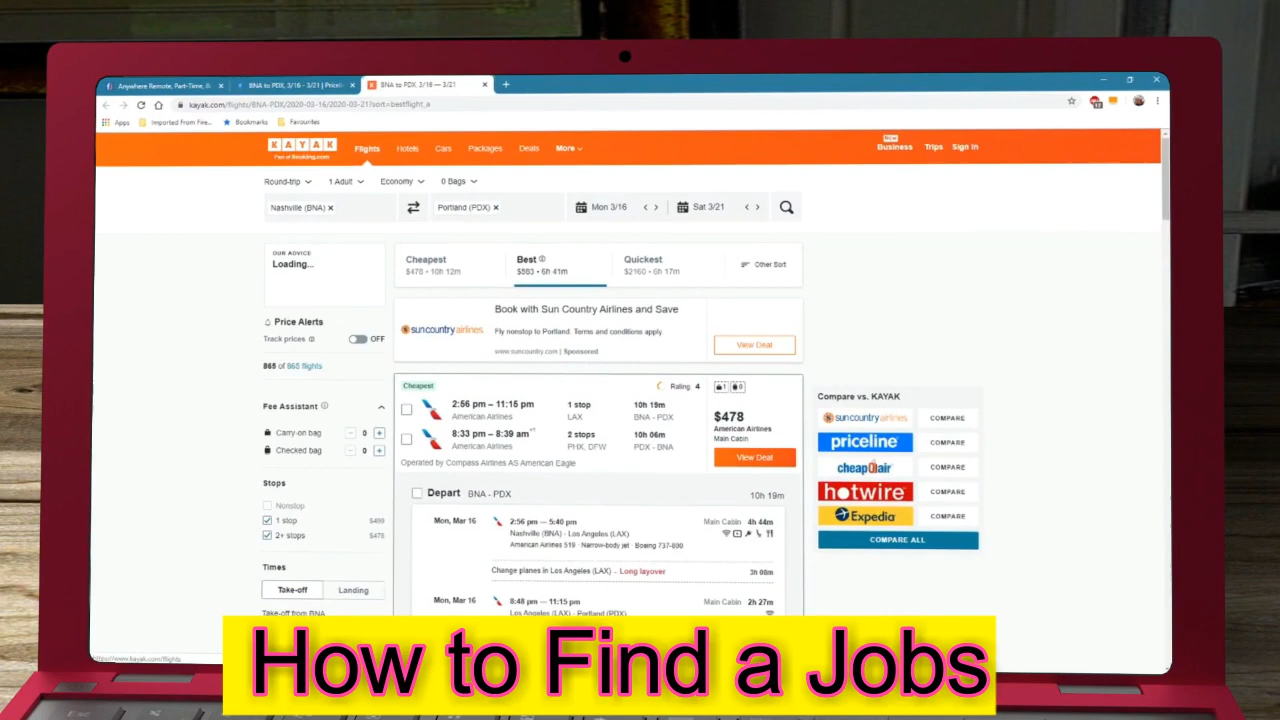 Anywhere Remote, Part-Time, &
BNA to PDX, 3/16 - 3/21 | Pricel
BNA to PDX, 3/16 — 3/21
kayak.com/flights/BNA-PDX/2020-03-16/2020-03-21?sort=bestflight_a
Apps Imported From Fire... Bookmarks Favourites
KAYAK
Flights Hotels Cars Packages Deals More
New
Business Trips Sign In
Round-trip 1 Adult Economy 0 Bags
Nashville (BNA) × Portland (PDX) × Mon 3/16 < > Sat 3/21 < >
OUR ADVICE
Loading...
Cheapest
$478 • 10h 12m
Best
$583 • 6h 41m
Quickest
$2160 • 6h 17m
Other Sort
Book with Sun Country Airlines and Save
suncountry airlines
Fly nonstop to Portland. Terms and conditions apply.
www.suncountry.com | Sponsored
View Deal
Price Alerts
Track prices OFF
865 of 865 flights
Fee Assistant
Carry-on bag − 0 +
Checked bag − 0 +
Stops
Nonstop
1 stop $499
2+ stops $478
Times
Take-off Landing
Take-off from BNA
Cheapest Rating 4 1 0
2:56 pm — 11:15 pm 1 stop 10h 19m
American Airlines LAX BNA - PDX
8:33 pm — 8:39 am+1 2 stops 10h 06m
American Airlines PHX, DFW PDX - BNA
Operated by Compass Airlines AS American Eagle
$478
American Airlines
Main Cabin
View Deal
Depart BNA - PDX 10h 19m
Mon, Mar 16 2:56 pm — 5:40 pm Main Cabin 4h 44m
Nashville (BNA) - Los Angeles (LAX)
American Airlines 519 · Narrow-body jet · Boeing 737-800
Change planes in Los Angeles (LAX) - Long layover 3h 08m
Mon, Mar 16 8:48 pm — 11:15 pm Main Cabin 2h 27m
Los Angeles (LAX) - Portland (PDX)
Compare vs. KAYAK
suncountry airlines COMPARE
priceline COMPARE
cheapOair COMPARE
hotwire COMPARE
Expedia COMPARE
COMPARE ALL
https://www.kayak.com/flights
How to Find a Jobs